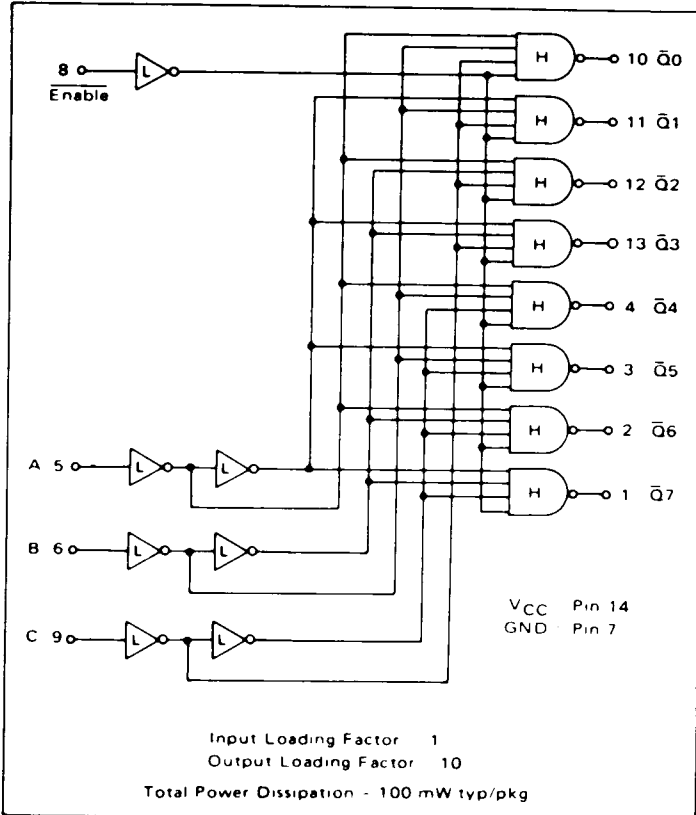 8
Enable
L
H 10 Q̅0
H 11 Q̅1
H 12 Q̅2
H 13 Q̅3
H 4 Q̅4
H 3 Q̅5
H 2 Q̅6
H 1 Q̅7
A 5 L L
B 6 L L
C 9 L L
VCC Pin 14
GND Pin 7
Input Loading Factor 1
Output Loading Factor 10
Total Power Dissipation - 100 mW typ/pkg